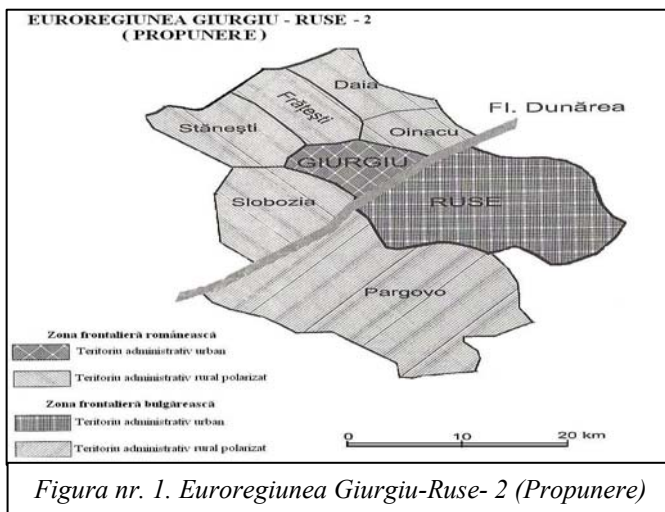 EUROREGIUNEA GIURGIU - RUSE - 2
( PROPUNERE )
Daia
Frăţeşti
Fl. Dunărea
Stăneşti
Oinacu
GIURGIU
Slobozia
RUSE
Pargovo
Zona frontalieră românească
Teritoriu administrativ urban
Teritoriu administrativ rural polarizat
Zona frontalieră bulgărească
Teritoriu administrativ urban
Teritoriu administrativ rural polarizat
0 10 20 km
Figura nr. 1. Euroregiunea Giurgiu-Ruse- 2 (Propunere)